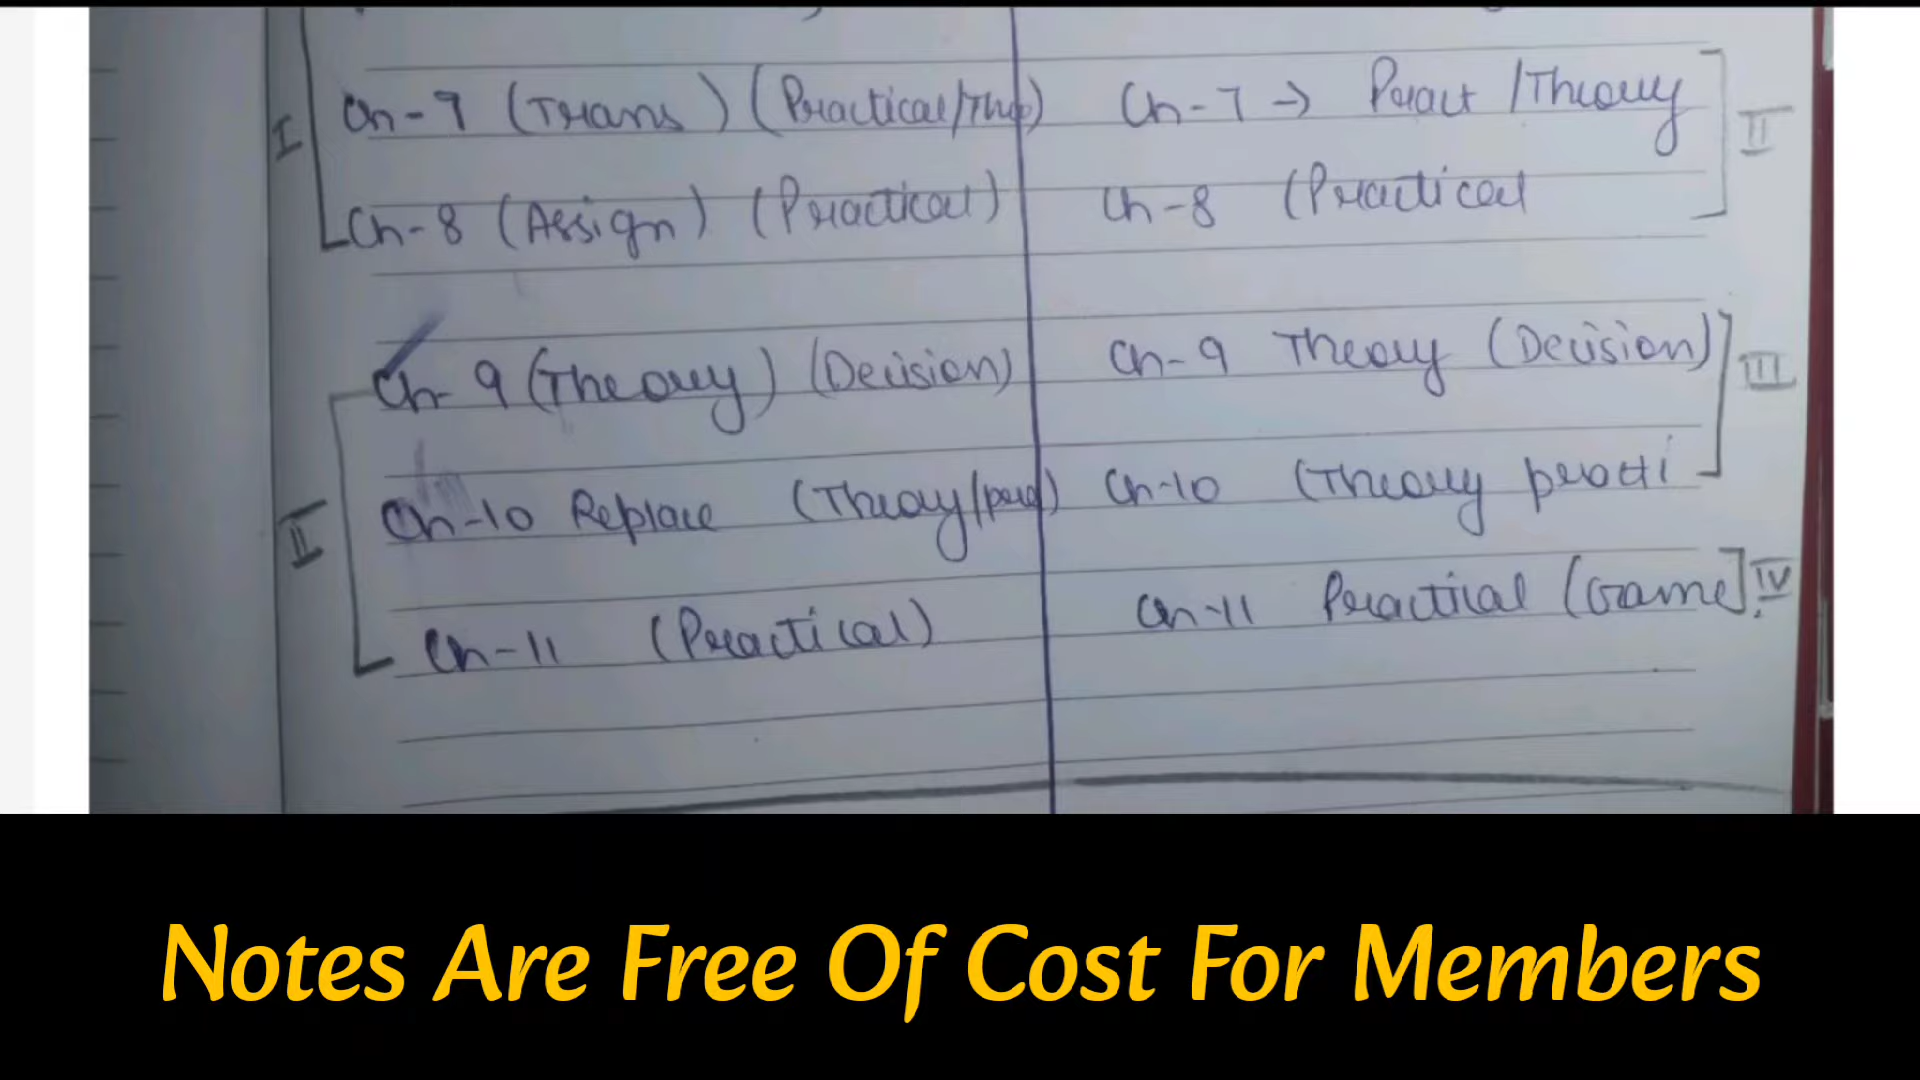 I Ch-7 (Trans) (Practical/Theo) Ch-7 → Pract /Theory II
Ch-8 (Assign) (Practical) Ch-8 (Practical
Ch-9 (Theory) (Decision) Ch-9 Theory (Decision) III
II Ch-10 Replace (Theory/prac) Ch-10 (Theory practi
Ch-11 (Practical) Ch-11 Practical (Game) IV
Notes Are Free Of Cost For Members